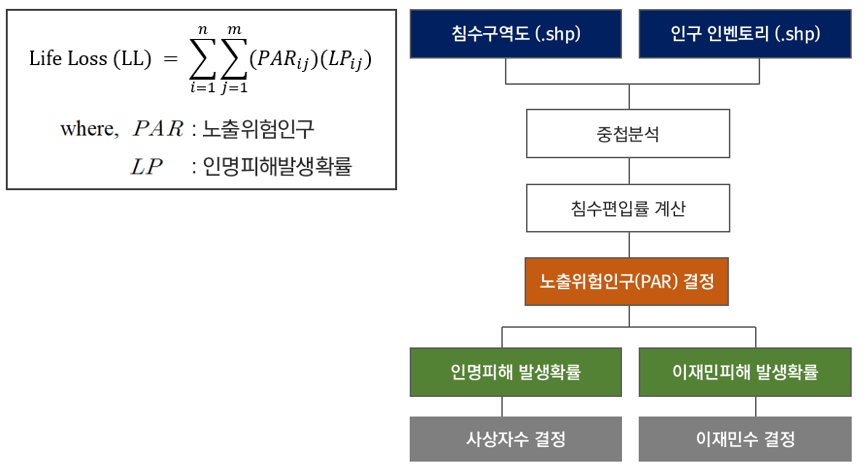 Life Loss (LL) = ∑_{i=1}^{n} ∑_{j=1}^{m} (PAR_{ij})(LP_{ij})
where, PAR : 노출위험인구
LP : 인명피해발생확률
침수구역도 (.shp)
인구 인벤토리 (.shp)
중첩분석
침수편입률 계산
노출위험인구(PAR) 결정
인명피해 발생확률
이재민피해 발생확률
사상자수 결정
이재민수 결정